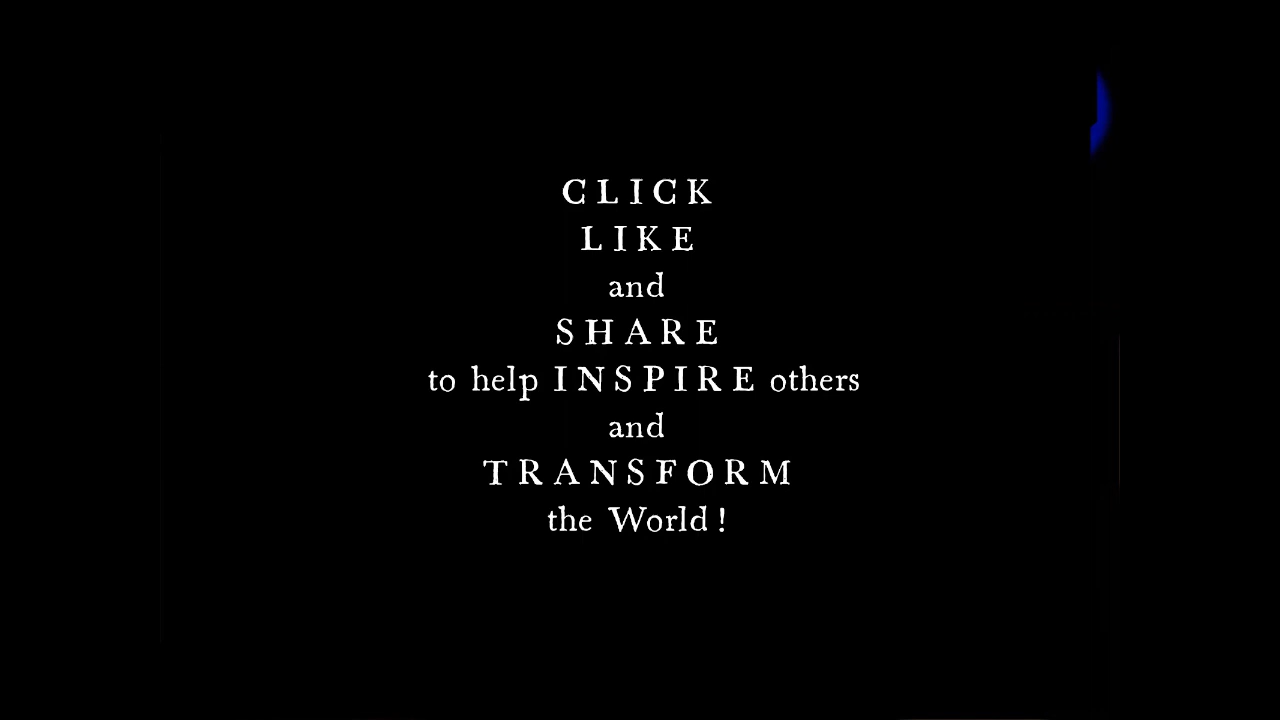 CLICK
LIKE
and
SHARE
to help INSPIRE others
and
TRANSFORM
the World !